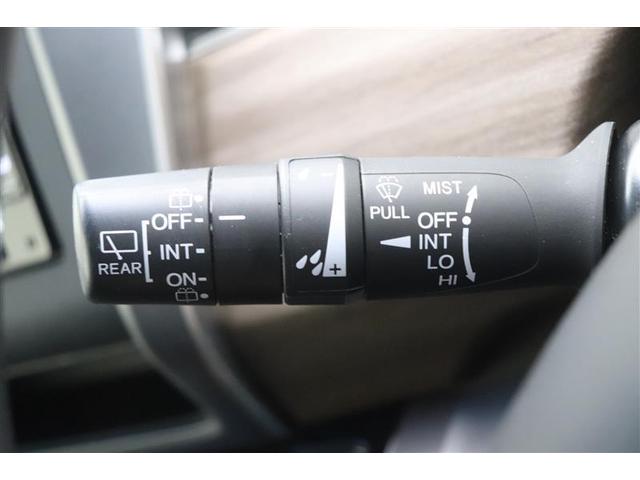 REAR
OFF
INT
ON
- 
+
PULL
MIST
OFF
INT
LO
HI